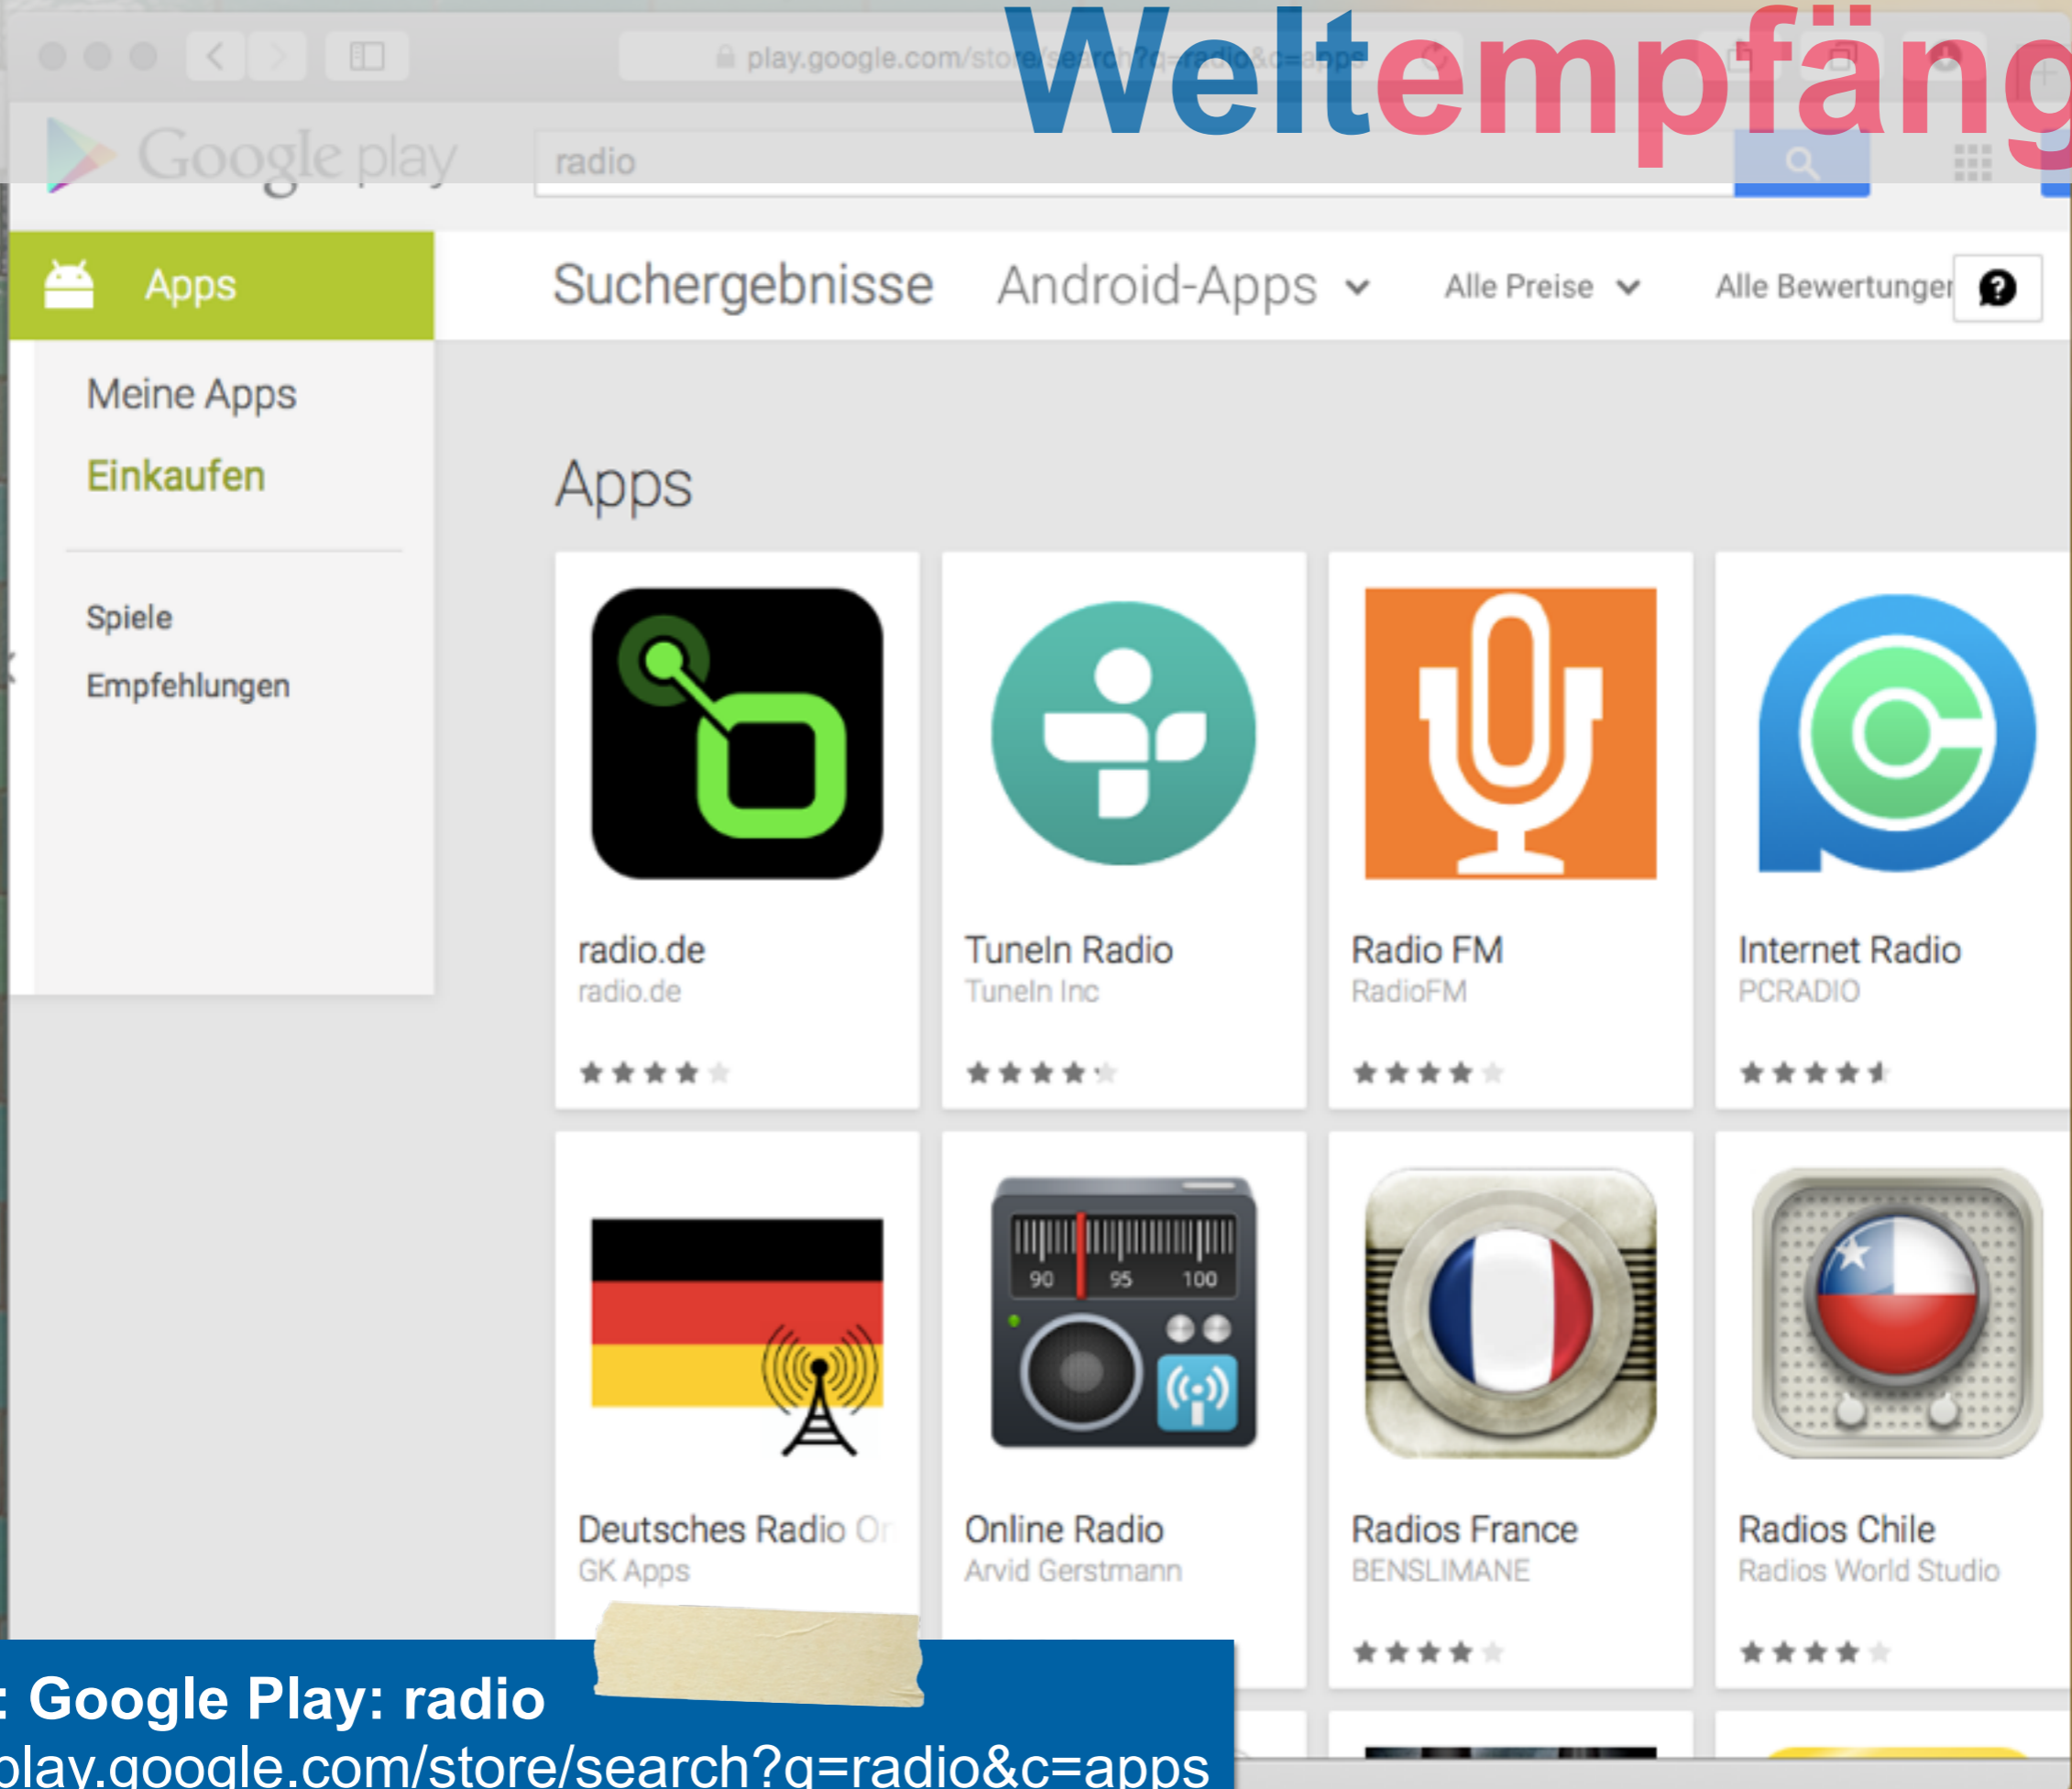 Weltempfäng
play.google.com/store/search?q=radio&c=apps
Google play
radio
Apps
Suchergebnisse
Android-Apps
Alle Preise
Alle Bewertungen
Meine Apps
Einkaufen
Spiele
Empfehlungen
Apps
radio.de
radio.de
TuneIn Radio
TuneIn Inc
Radio FM
RadioFM
Internet Radio
PCRADIO
90 95 100
Deutsches Radio On
GK Apps
Online Radio
Arvid Gerstmann
Radios France
BENSLIMANE
Radios Chile
Radios World Studio
: Google Play: radio
play.google.com/store/search?q=radio&c=apps